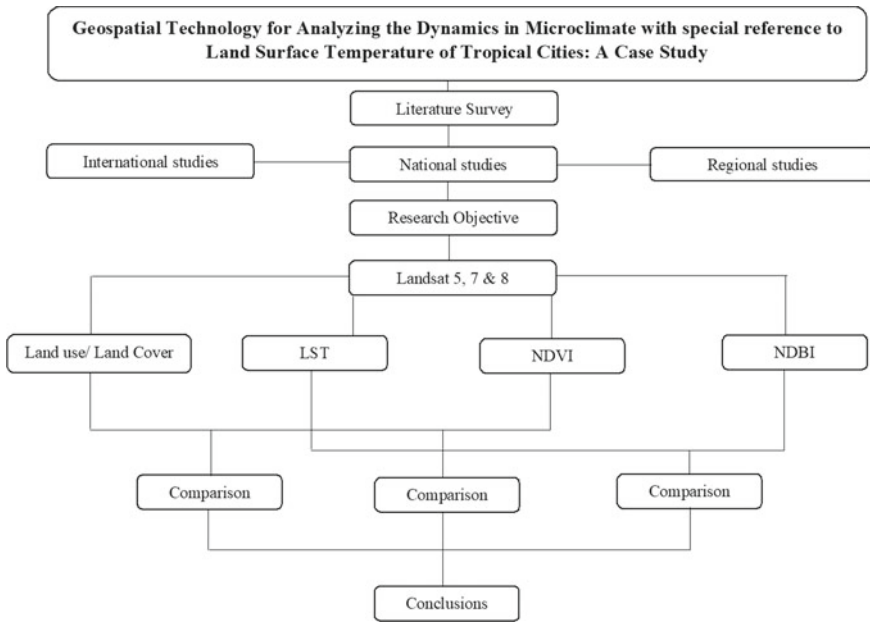 Geospatial Technology for Analyzing the Dynamics in Microclimate with special reference to
Land Surface Temperature of Tropical Cities: A Case Study
Literature Survey
International studies
National studies
Regional studies
Research Objective
Landsat 5, 7 & 8
Land use/ Land Cover
LST
NDVI
NDBI
Comparison
Comparison
Comparison
Conclusions